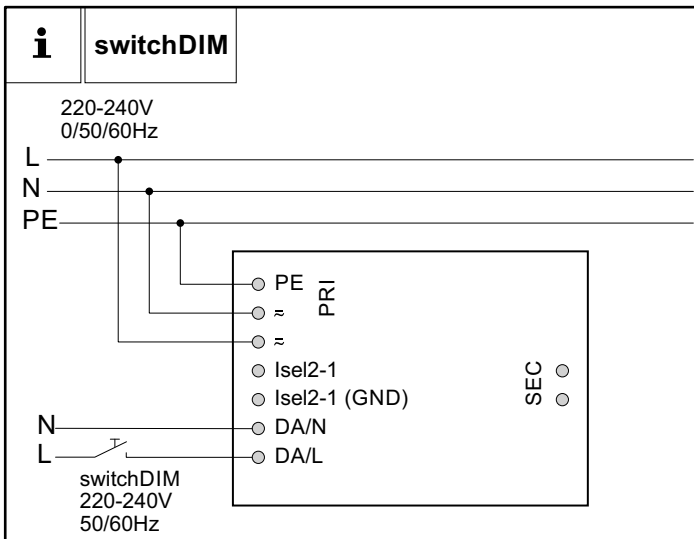 i
switchDIM
220-240V
0/50/60Hz
L
N
PE
PE
PRI
≂
≂
Isel2-1
Isel2-1 (GND)
SEC
N
DA/N
L
DA/L
switchDIM
220-240V
50/60Hz